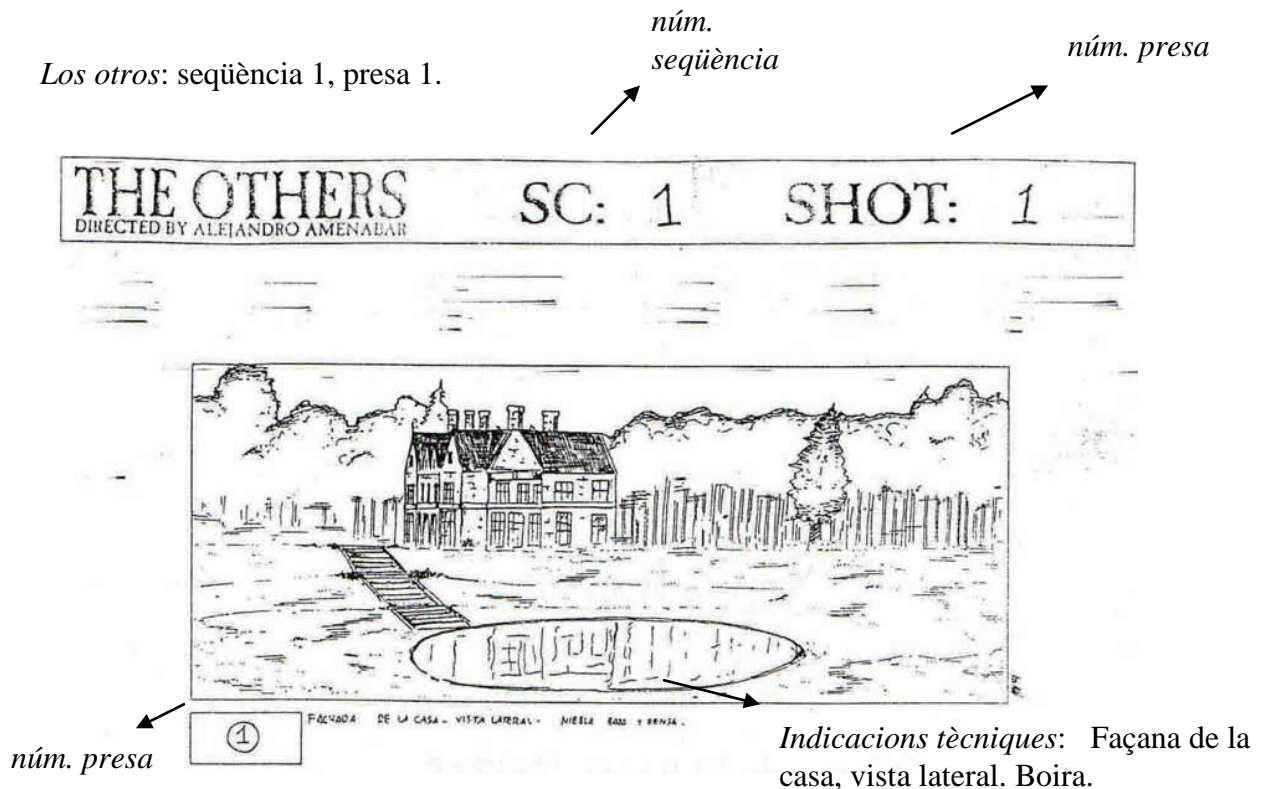 núm.
seqüència
núm. presa
Los otros: seqüència 1, presa 1.
THE OTHERS
DIRECTED BY ALEJANDRO AMENABAR
SC: 1
SHOT: 1
FACHADA DE LA CASA - VISTA LATERAL - NIEBLA BAJA Y DENSA -
1
núm. presa
Indicacions tècniques: Façana de la
casa, vista lateral. Boira.